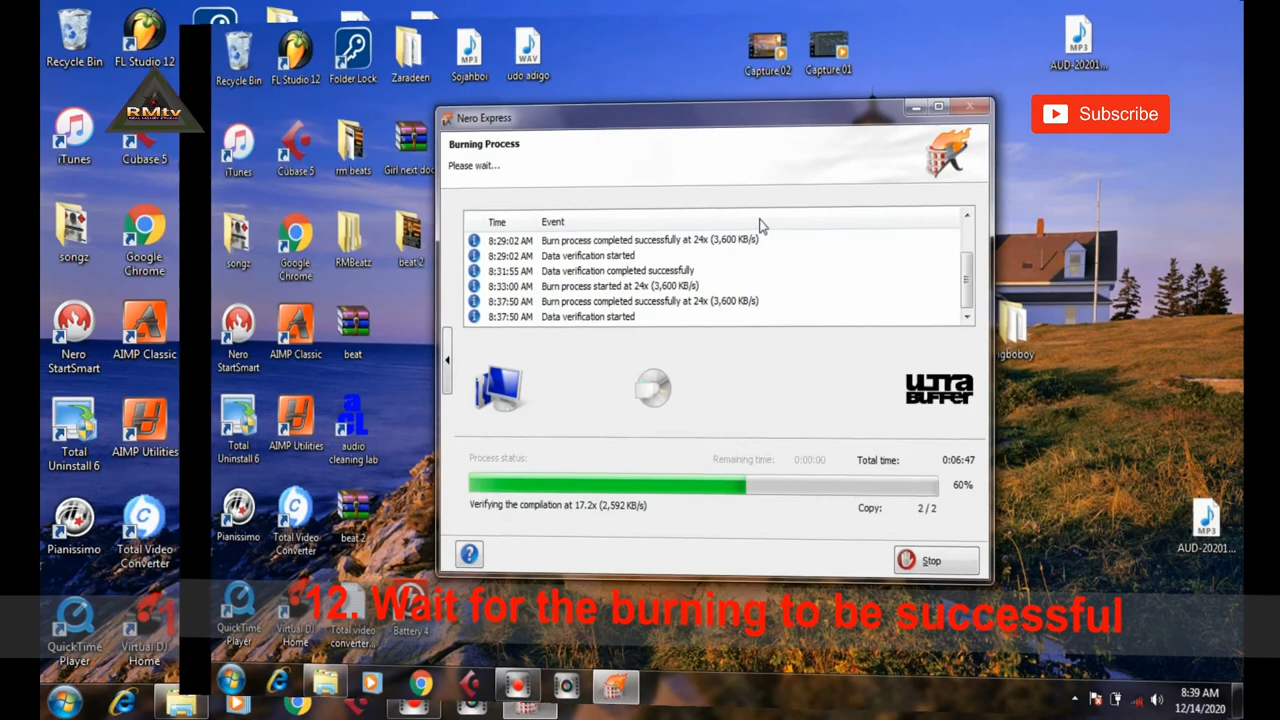 Recycle Bin
FL Studio 12
iTunes
Cubase 5
songz
Google
Chrome
Nero
StartSmart
AIMP Classic
Total
Uninstall 6
AIMP Utilities
Pianissimo
Total Video
Converter
QuickTime
Player
Virtual DJ
Home
RMtv
Recycle Bin
FL Studio 12
Folder Lock
Zaradeen
MP3
Sojahboi
WAV
udo adigo
iTunes
Cubase 5
rm beats
Girl next doo
songz
Google
Chrome
RMBeatz
beat 2
Nero
StartSmart
AIMP Classic
beat
Total
Uninstall 6
AIMP Utilities
audio
cleaning lab
Pianissimo
Total Video
Converter
beat 2
QuickTime
Player
Virtual DJ
Home
Total video
converter...
Battery 4
Capture 02
Capture 01
MP3
AUD-20201...
Subscribe
Nero Express
Burning Process
Please wait...
Time Event
8:29:02 AM Burn process completed successfully at 24x (3,600 KB/s)
8:29:02 AM Data verification started
8:31:55 AM Data verification completed successfully
8:33:00 AM Burn process started at 24x (3,600 KB/s)
8:37:50 AM Burn process completed successfully at 24x (3,600 KB/s)
8:37:50 AM Data verification started
ULTRA
BUFFER
Process status: Remaining time: 0:00:00 Total time: 0:06:47
60%
Verifying the compilation at 17.2x (2,592 KB/s)
Copy: 2 / 2
Stop
igboboy
MP3
AUD-20201...
12. Wait for the burning to be successful
8:39 AM
12/14/2020